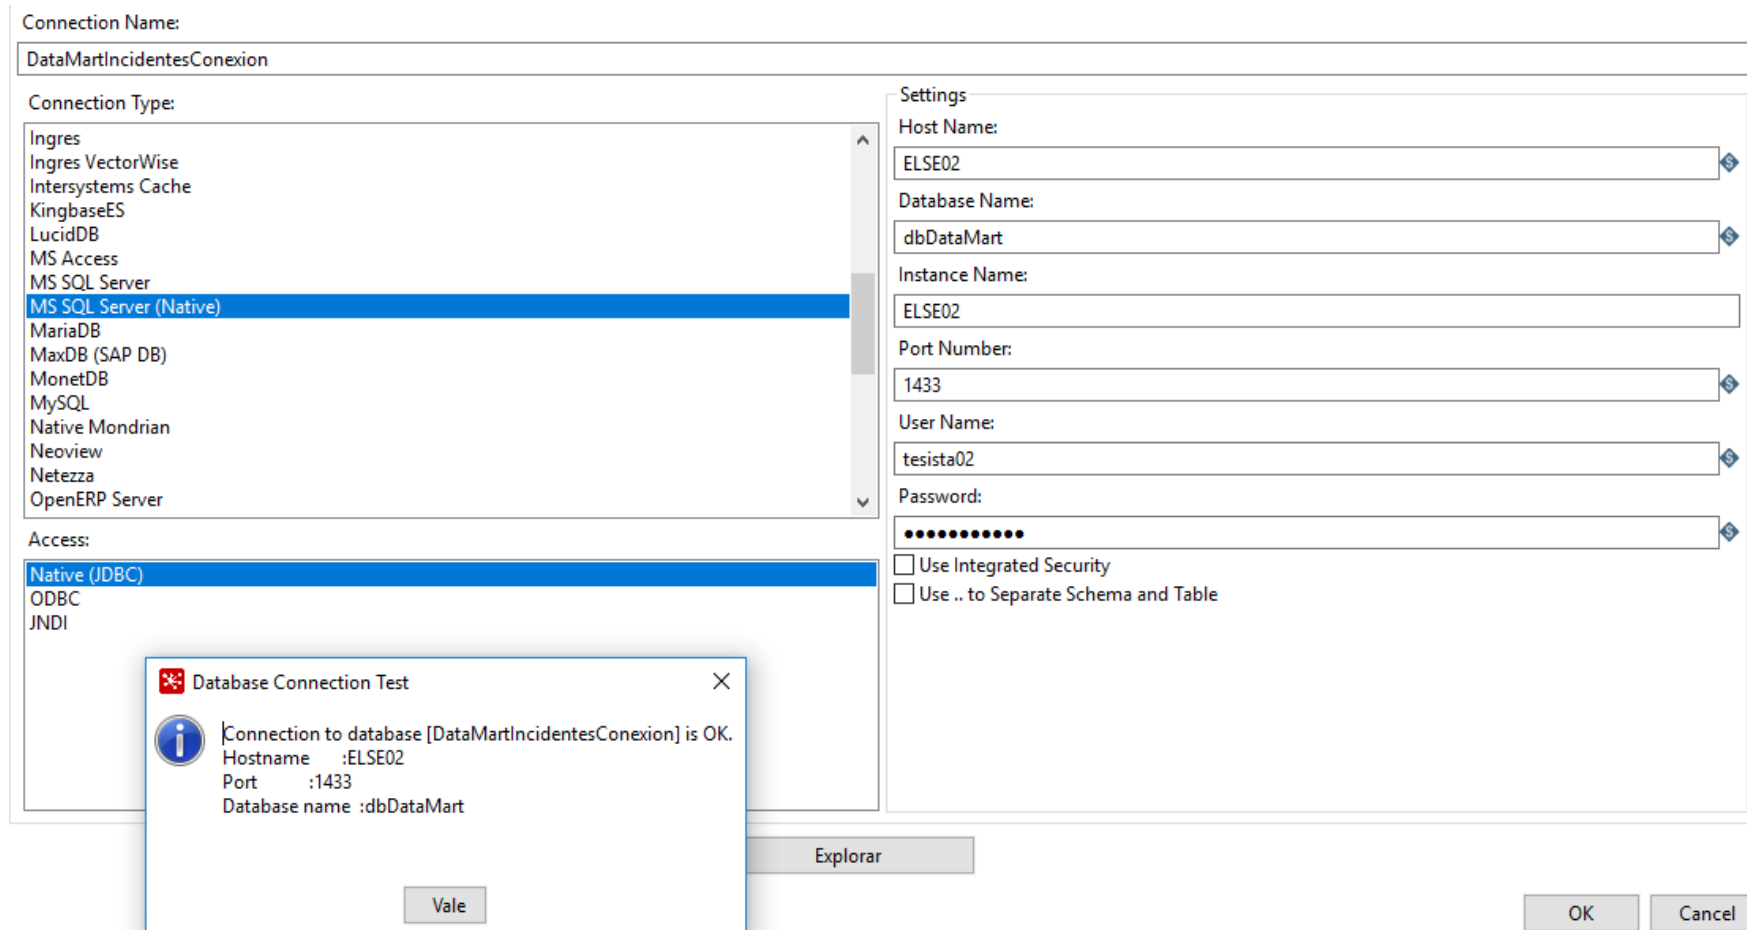 Connection Name:
DataMartIncidentesConexion
Connection Type:
Ingres
Ingres VectorWise
Intersystems Cache
KingbaseES
LucidDB
MS Access
MS SQL Server
MS SQL Server (Native)
MariaDB
MaxDB (SAP DB)
MonetDB
MySQL
Native Mondrian
Neoview
Netezza
OpenERP Server
Access:
Native (JDBC)
ODBC
JNDI
Settings
Host Name:
ELSE02
Database Name:
dbDataMart
Instance Name:
ELSE02
Port Number:
1433
User Name:
tesista02
Password:
●●●●●●●●●●●
Use Integrated Security
Use .. to Separate Schema and Table
Database Connection Test
Connection to database [DataMartIncidentesConexion] is OK.
Hostname :ELSE02
Port :1433
Database name :dbDataMart
Vale
Explorar
OK
Cancel